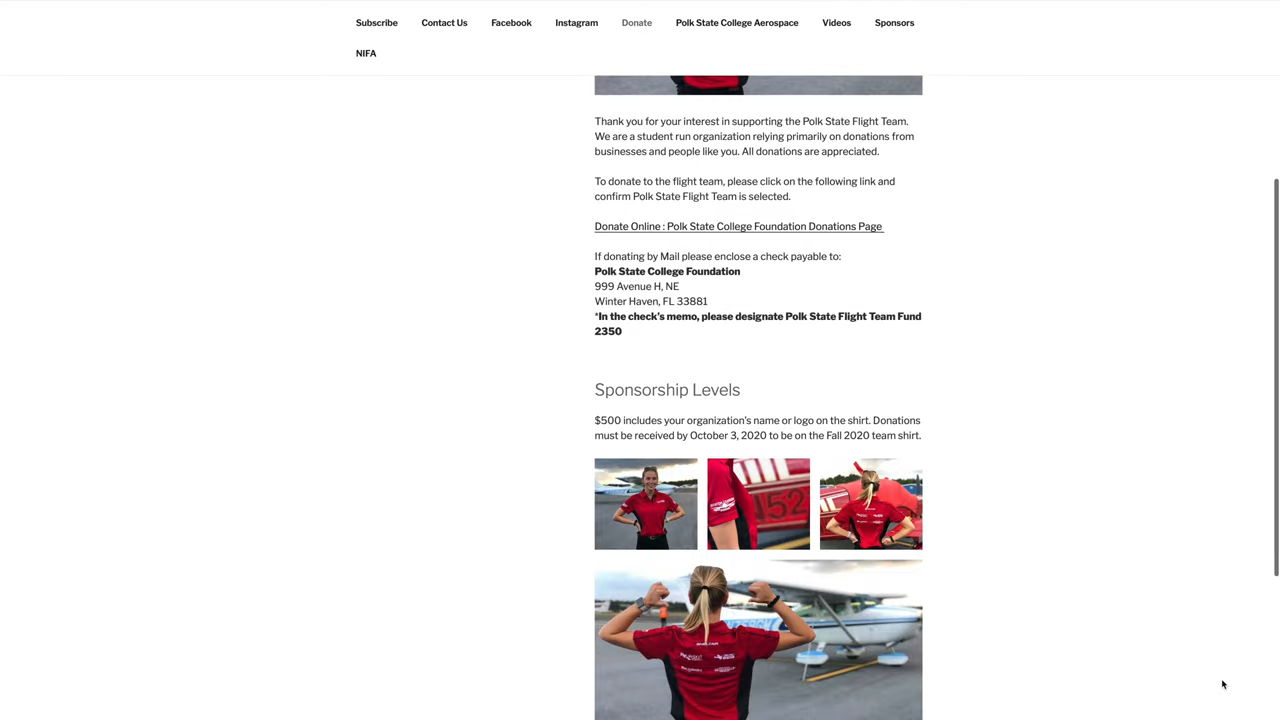 Subscribe Contact Us Facebook Instagram Donate Polk State College Aerospace Videos Sponsors
NIFA
Thank you for your interest in supporting the Polk State Flight Team.
We are a student run organization relying primarily on donations from
businesses and people like you. All donations are appreciated.
To donate to the flight team, please click on the following link and
confirm Polk State Flight Team is selected.
Donate Online : Polk State College Foundation Donations Page
If donating by Mail please enclose a check payable to:
Polk State College Foundation
999 Avenue H, NE
Winter Haven, FL 33881
*In the check's memo, please designate Polk State Flight Team Fund
2350
Sponsorship Levels
$500 includes your organization's name or logo on the shirt. Donations
must be received by October 3, 2020 to be on the Fall 2020 team shirt.
N52